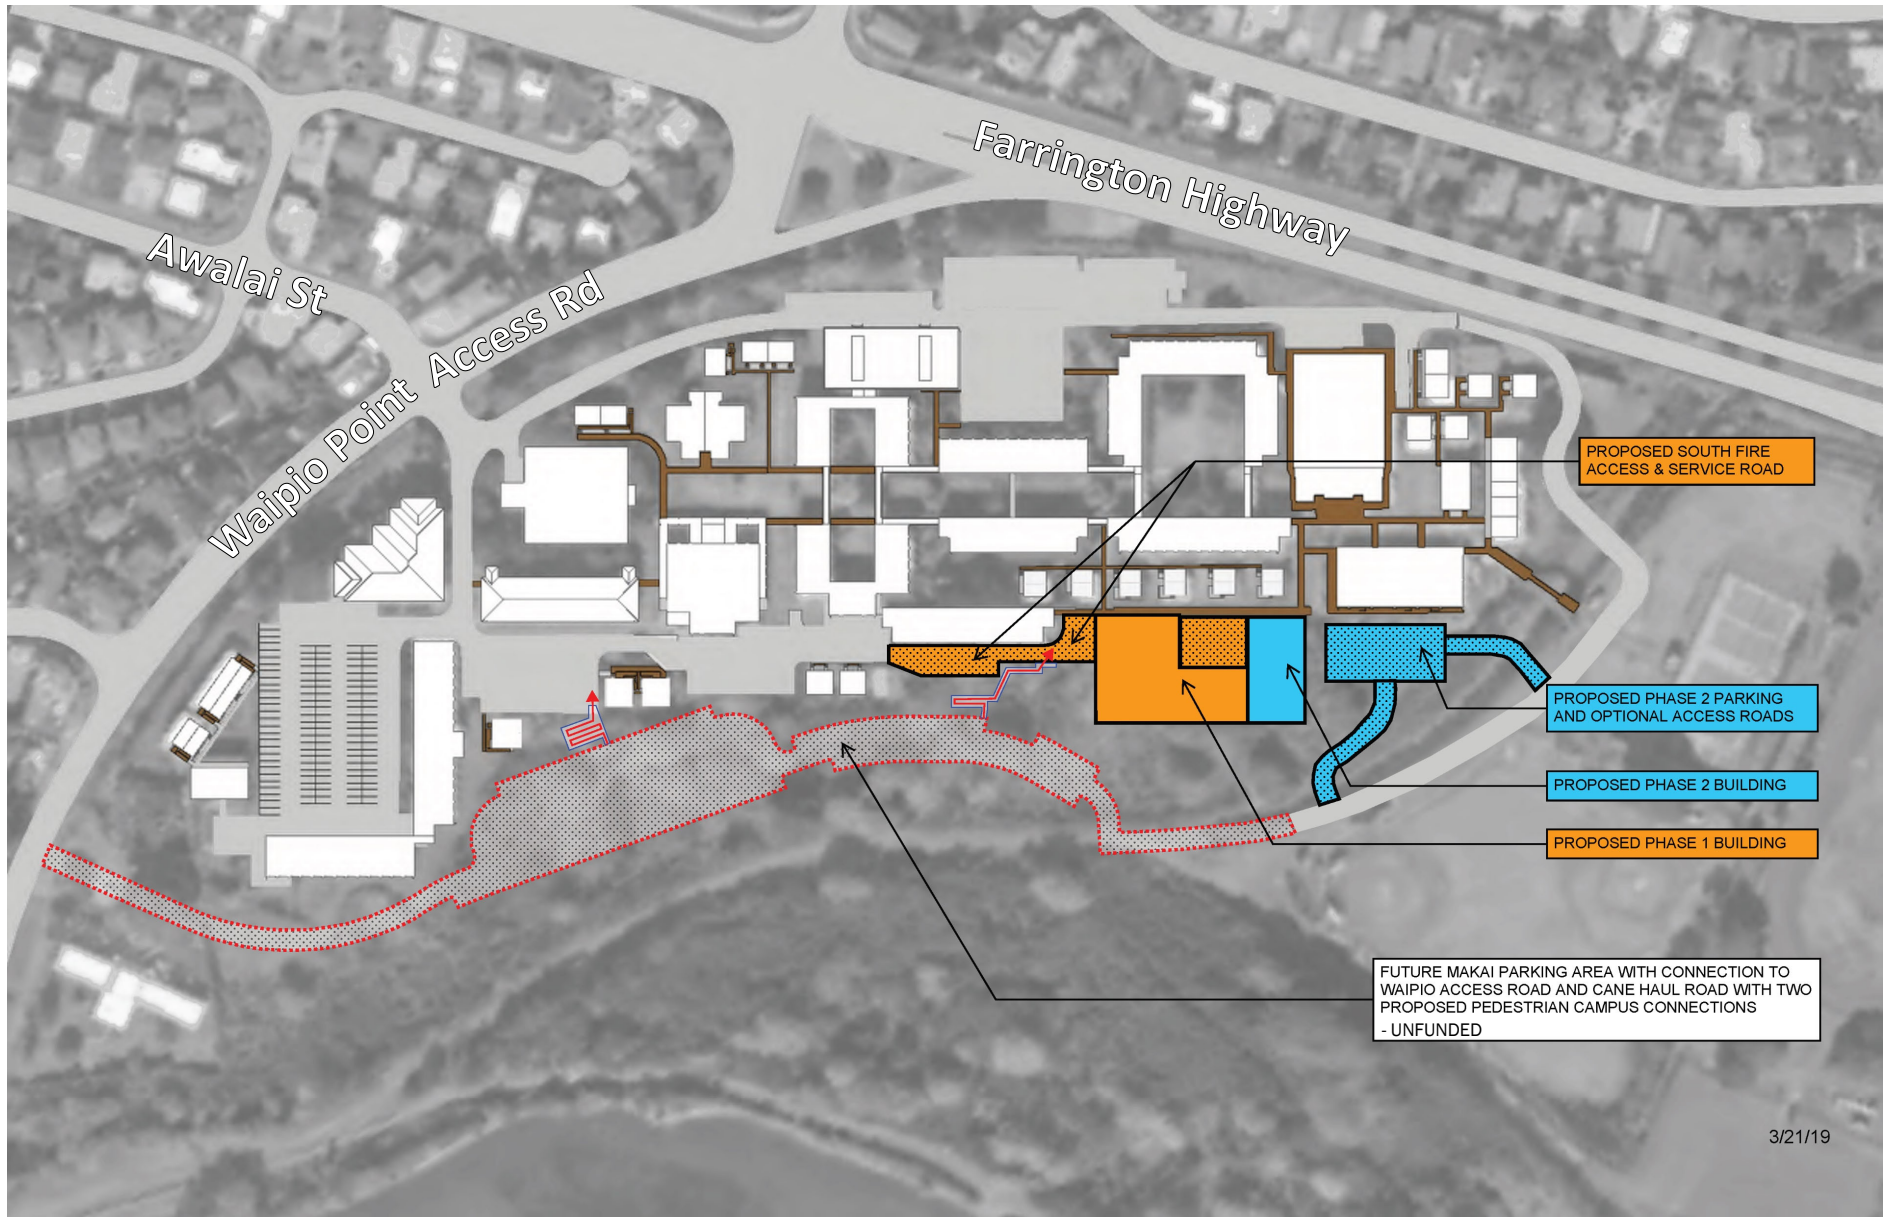 Farrington Highway
Awalai St
Waipio Point Access Rd
PROPOSED SOUTH FIRE
ACCESS & SERVICE ROAD
PROPOSED PHASE 2 PARKING
AND OPTIONAL ACCESS ROADS
PROPOSED PHASE 2 BUILDING
PROPOSED PHASE 1 BUILDING
FUTURE MAKAI PARKING AREA WITH CONNECTION TO
WAIPIO ACCESS ROAD AND CANE HAUL ROAD WITH TWO
PROPOSED PEDESTRIAN CAMPUS CONNECTIONS
- UNFUNDED
3/21/19